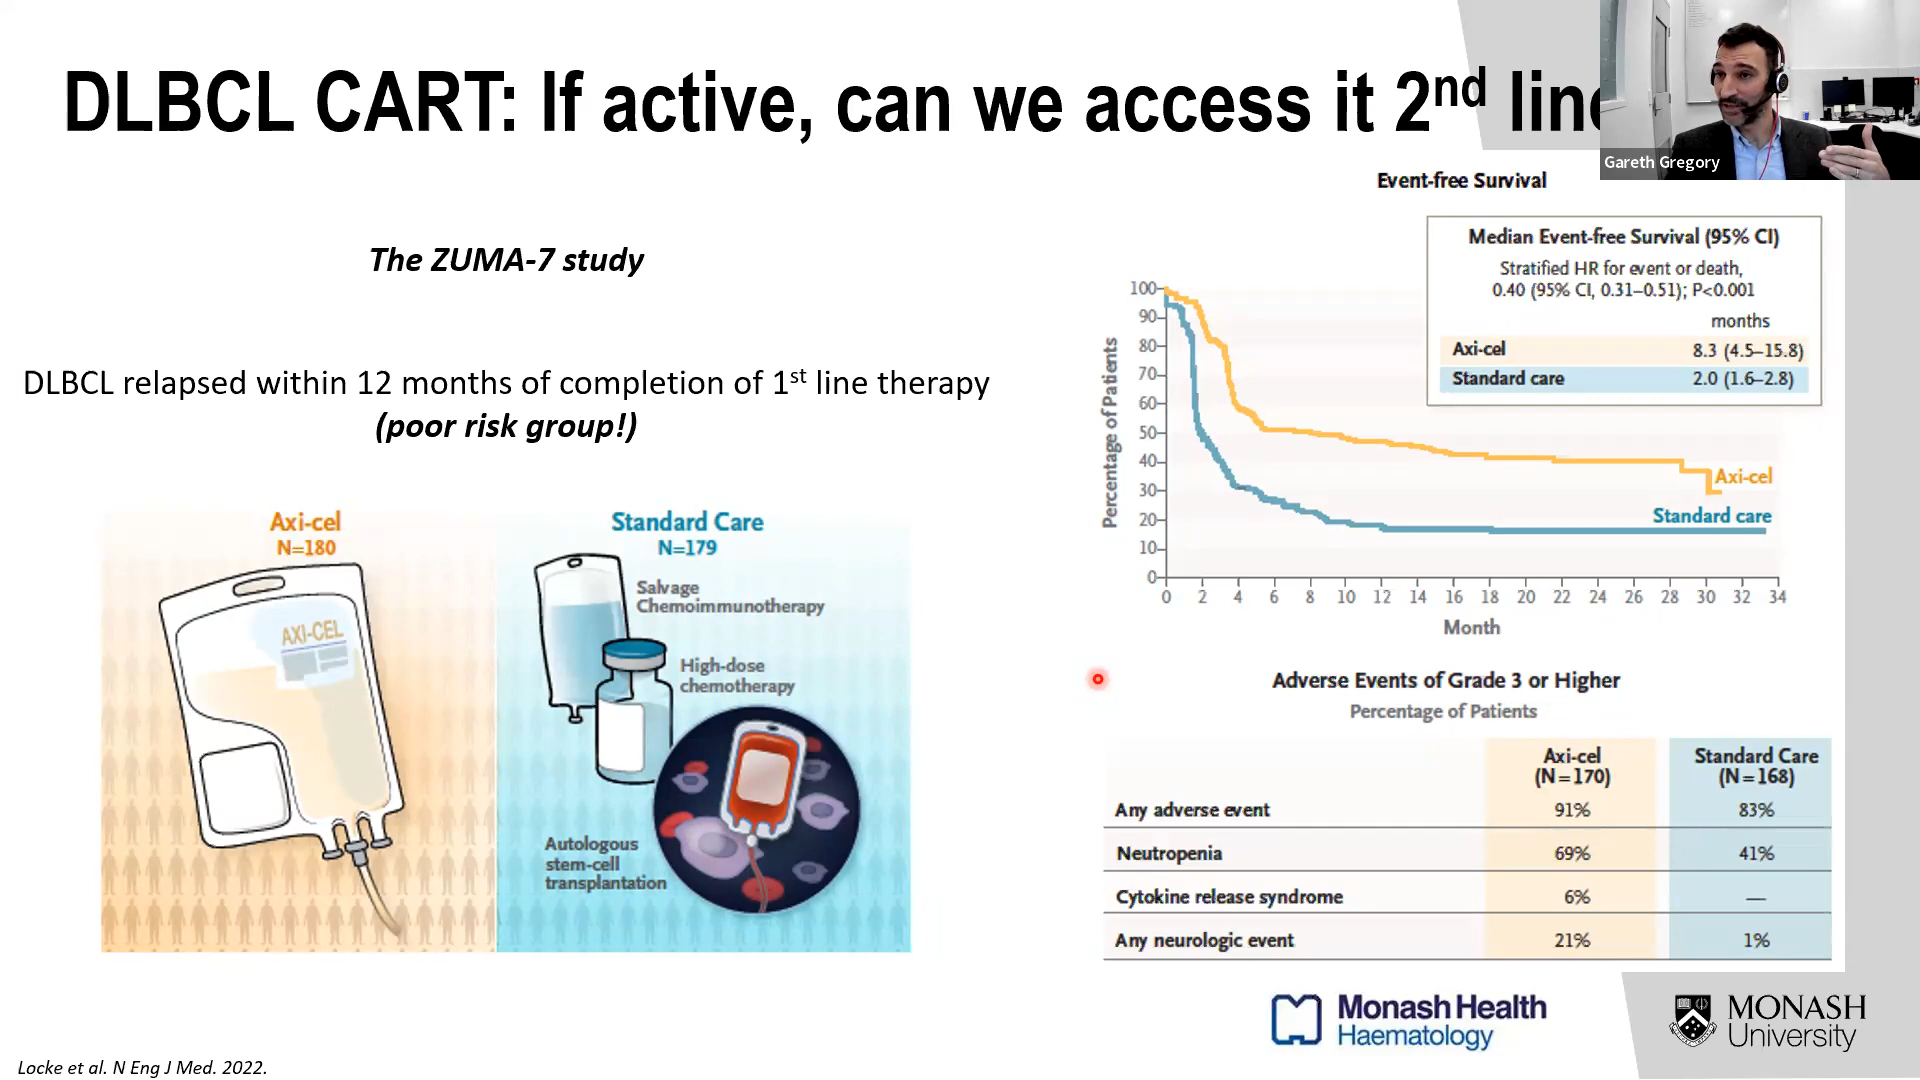 DLBCL CART: If active, can we access it 2nd line
Gareth Gregory
The ZUMA-7 study
DLBCL relapsed within 12 months of completion of 1st line therapy
(poor risk group!)
Axi-cel
N=180
AXI-CEL
Standard Care
N=179
Salvage
Chemoimmunotherapy
High-dose
chemotherapy
Autologous
stem-cell
transplantation
Event-free Survival
Median Event-free Survival (95% CI)
Stratified HR for event or death,
0.40 (95% CI, 0.31–0.51); P<0.001
months
Axi-cel 8.3 (4.5–15.8)
Standard care 2.0 (1.6–2.8)
Percentage of Patients
100
90
80
70
60
50
40
30
20
10
0
Axi-cel
Standard care
0 2 4 6 8 10 12 14 16 18 20 22 24 26 28 30 32 34
Month
Adverse Events of Grade 3 or Higher
Percentage of Patients
Axi-cel Standard Care
(N=170) (N=168)
Any adverse event 91% 83%
Neutropenia 69% 41%
Cytokine release syndrome 6% —
Any neurologic event 21% 1%
Monash Health
Haematology
MONASH
University
Locke et al. N Eng J Med. 2022.